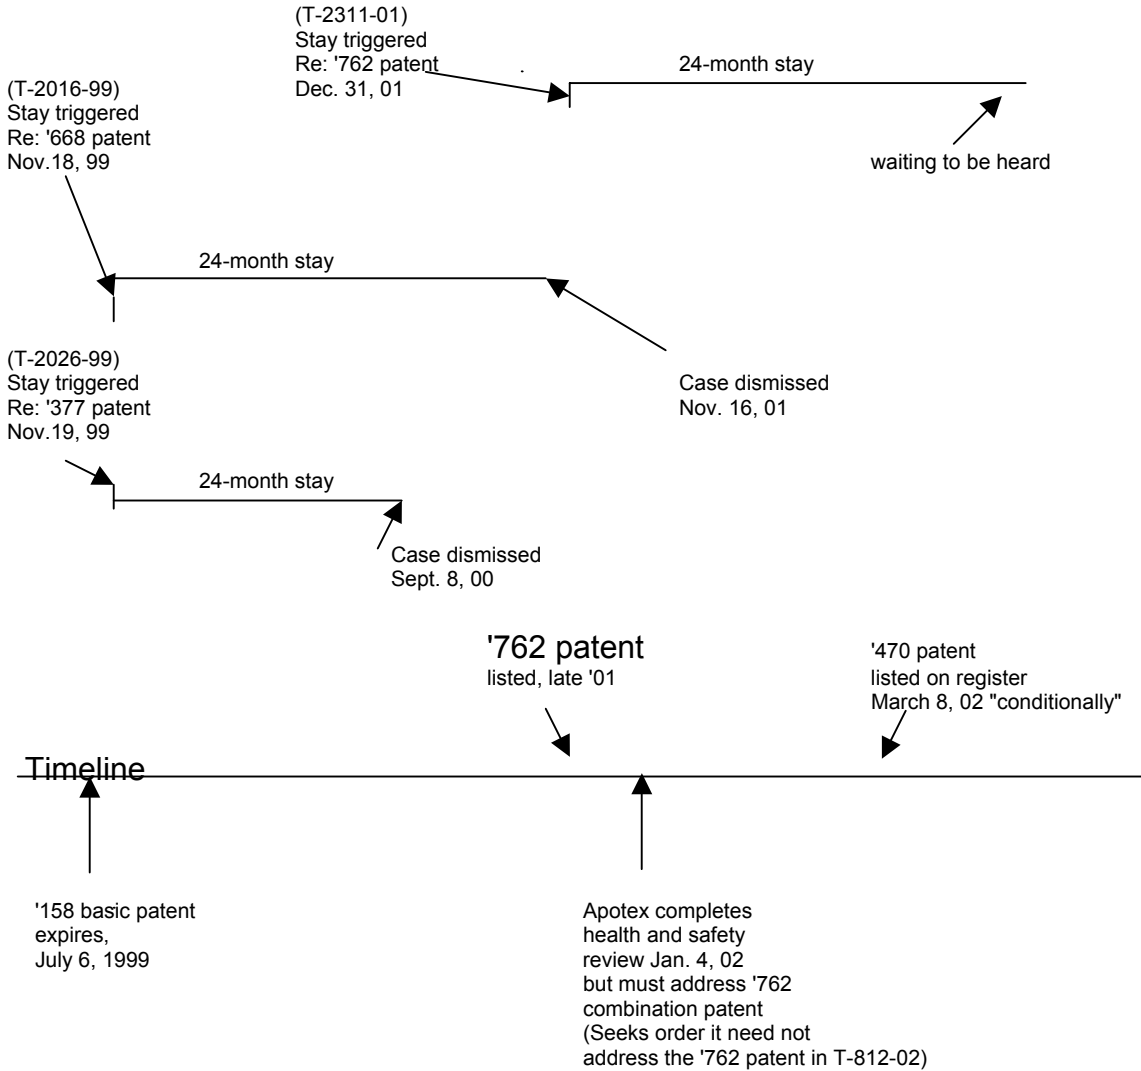 (T-2311-01)
Stay triggered
Re: '762 patent
Dec. 31, 01
24-month stay
waiting to be heard
(T-2016-99)
Stay triggered
Re: '668 patent
Nov.18, 99
24-month stay
Case dismissed
Nov. 16, 01
(T-2026-99)
Stay triggered
Re: '377 patent
Nov.19, 99
24-month stay
Case dismissed
Sept. 8, 00
'762 patent
listed, late '01
'470 patent
listed on register
March 8, 02 "conditionally"
Timeline
'158 basic patent
expires,
July 6, 1999
Apotex completes
health and safety
review Jan. 4, 02
but must address '762
combination patent
(Seeks order it need not
address the '762 patent in T-812-02)